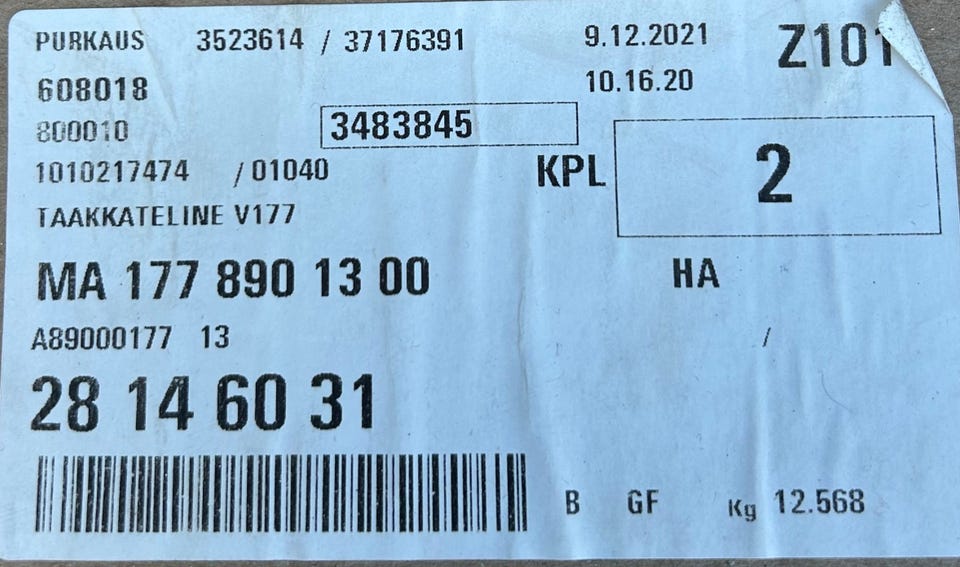 PURKAUS 3523614 / 37176391 9.12.2021 Z101
608018 10.16.20
800010 3483845
1010217474 / 01040 KPL 2
TAAKKATELINE V177
MA 177 890 13 00 HA
A89000177 13 /
28 14 60 31
B GF Kg 12.568